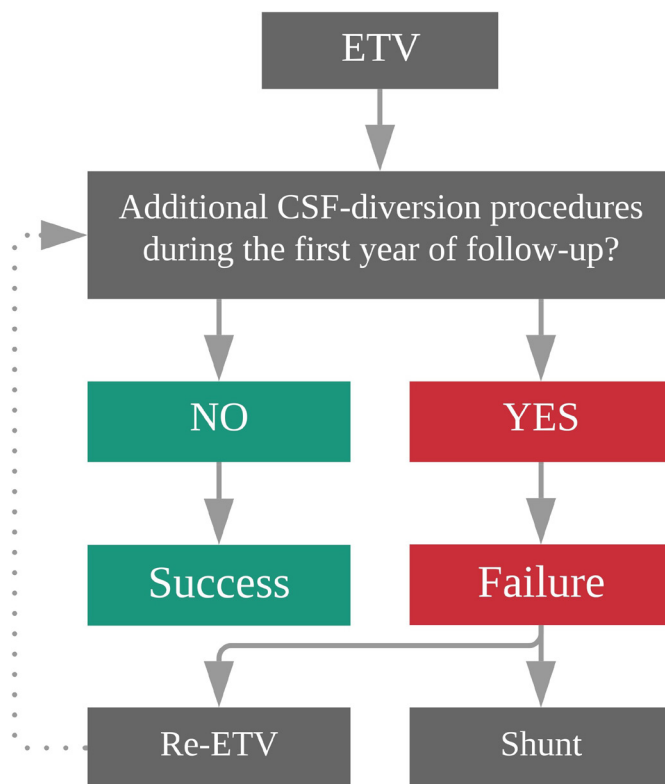 ETV
Additional CSF-diversion procedures
during the first year of follow-up?
NO
YES
Success
Failure
Re-ETV
Shunt